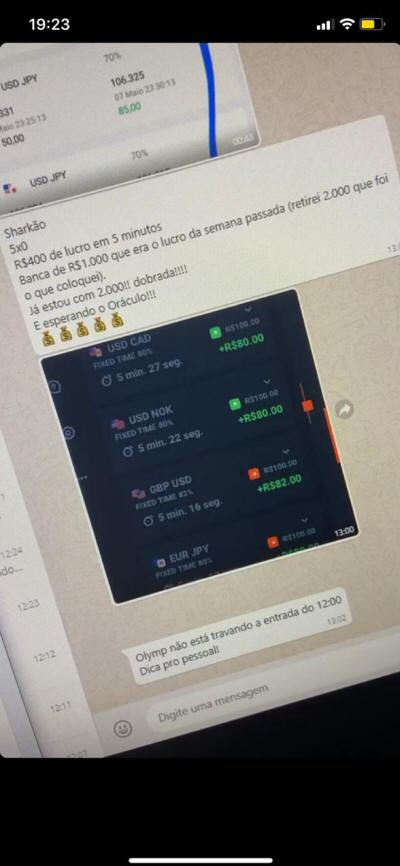 19:23
70%
USD JPY
106.325
07 Maio 23:30:13
85,00
Maio 23:25:13
50,00
00:43
70%
USD JPY
Sharkão
5x0
R$400 de lucro em 5 minutos
Banca de R$1.000 que era o lucro da semana passada (retirei 2.000 que foi
o que coloquei).
Já estou com 2.000!! dobrada!!!!
E esperando o Oráculo!!!
💰💰💰💰💰
USD CAD
FIXED TIME 80%
R$100.00
+R$80.00
5 min. 27 seg.
USD NOK
FIXED TIME 80%
R$100.00
+R$80.00
5 min. 22 seg.
GBP USD
FIXED TIME 82%
R$100.00
+R$82.00
5 min. 16 seg.
EUR JPY
FIXED TIME 80%
R$100.00
13:00
12:24
do...
12:23
12:12
12:11
12:07
Olymp não está travando a entrada do 12:00
Dica pro pessoal!
13:02
Digite uma mensagem